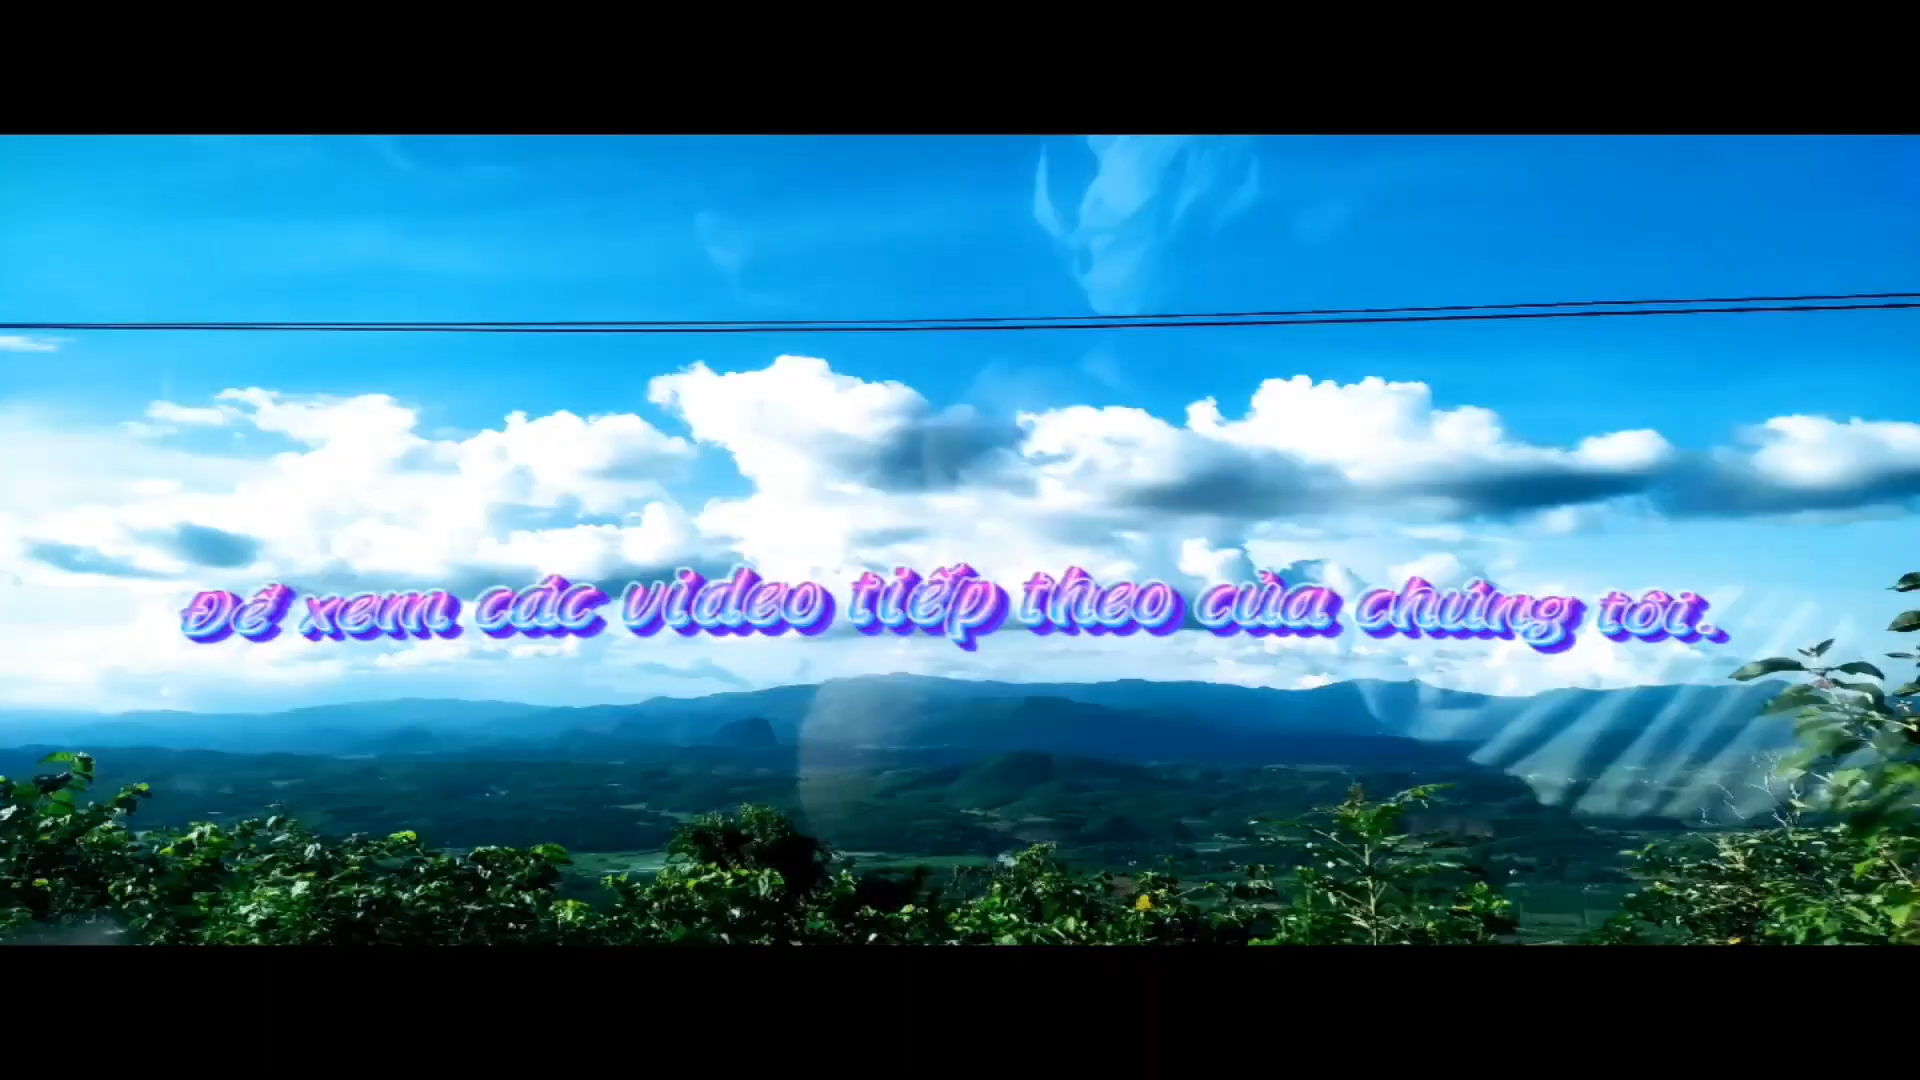 Để xem các video tiếp theo của chúng tôi.